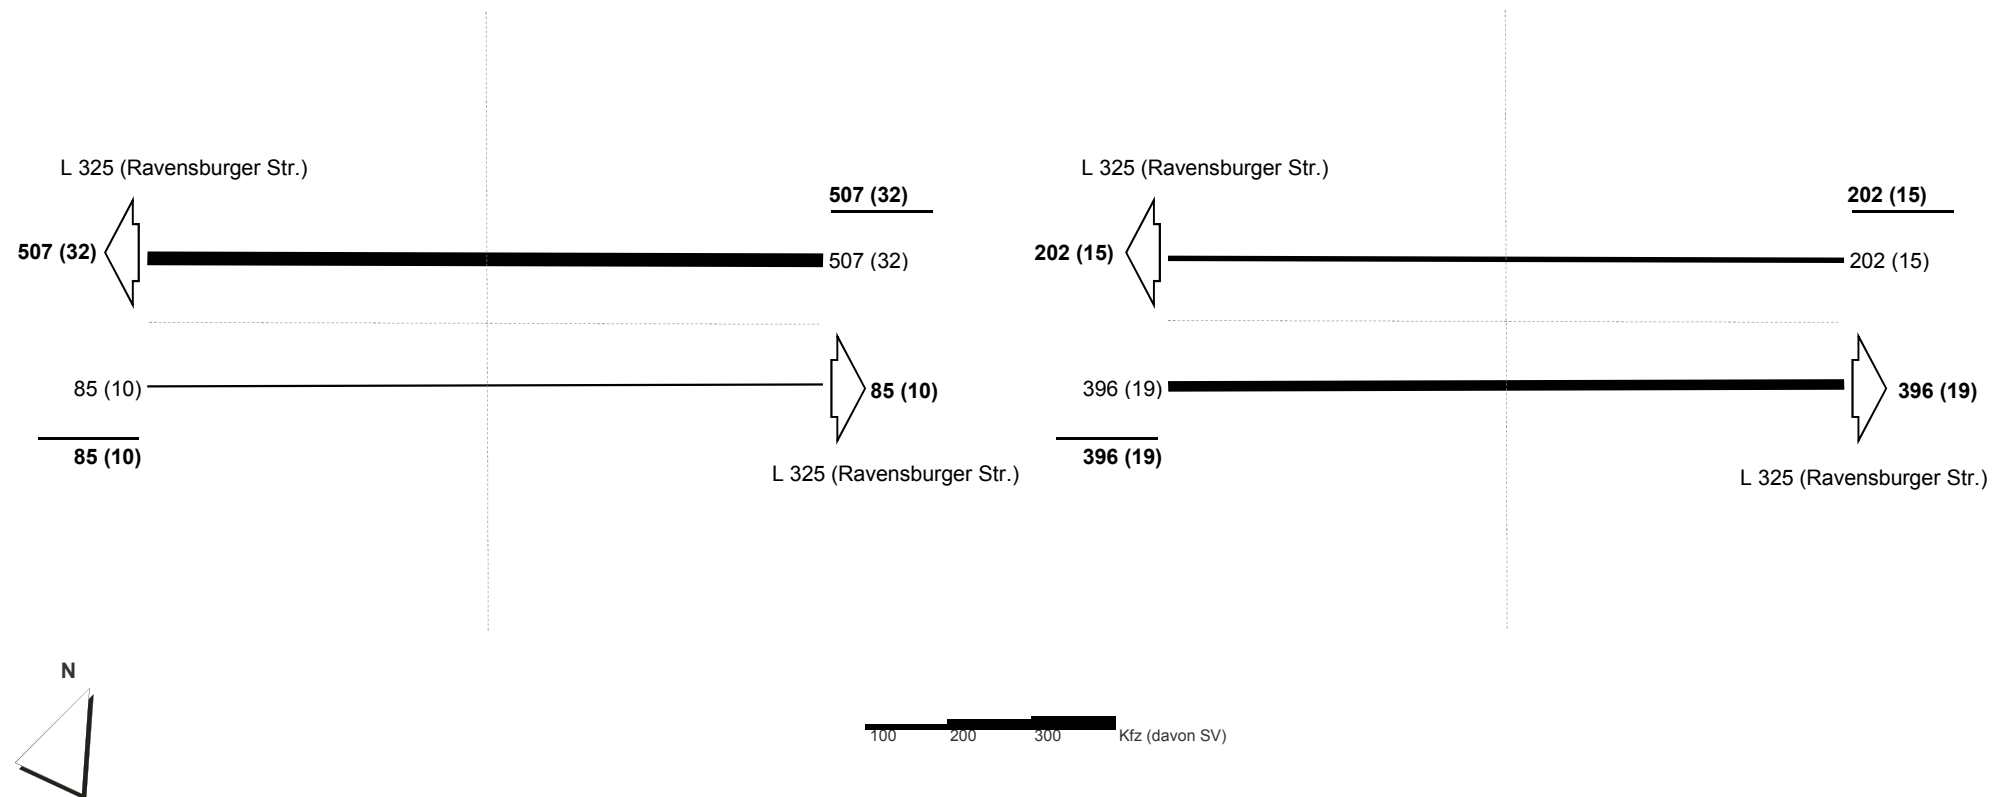 L 325 (Ravensburger Str.)
507 (32)
507 (32)
507 (32)
85 (10)
85 (10)
85 (10)
L 325 (Ravensburger Str.)
L 325 (Ravensburger Str.)
202 (15)
202 (15)
202 (15)
396 (19)
396 (19)
396 (19)
L 325 (Ravensburger Str.)
N
100 200 300 Kfz (davon SV)